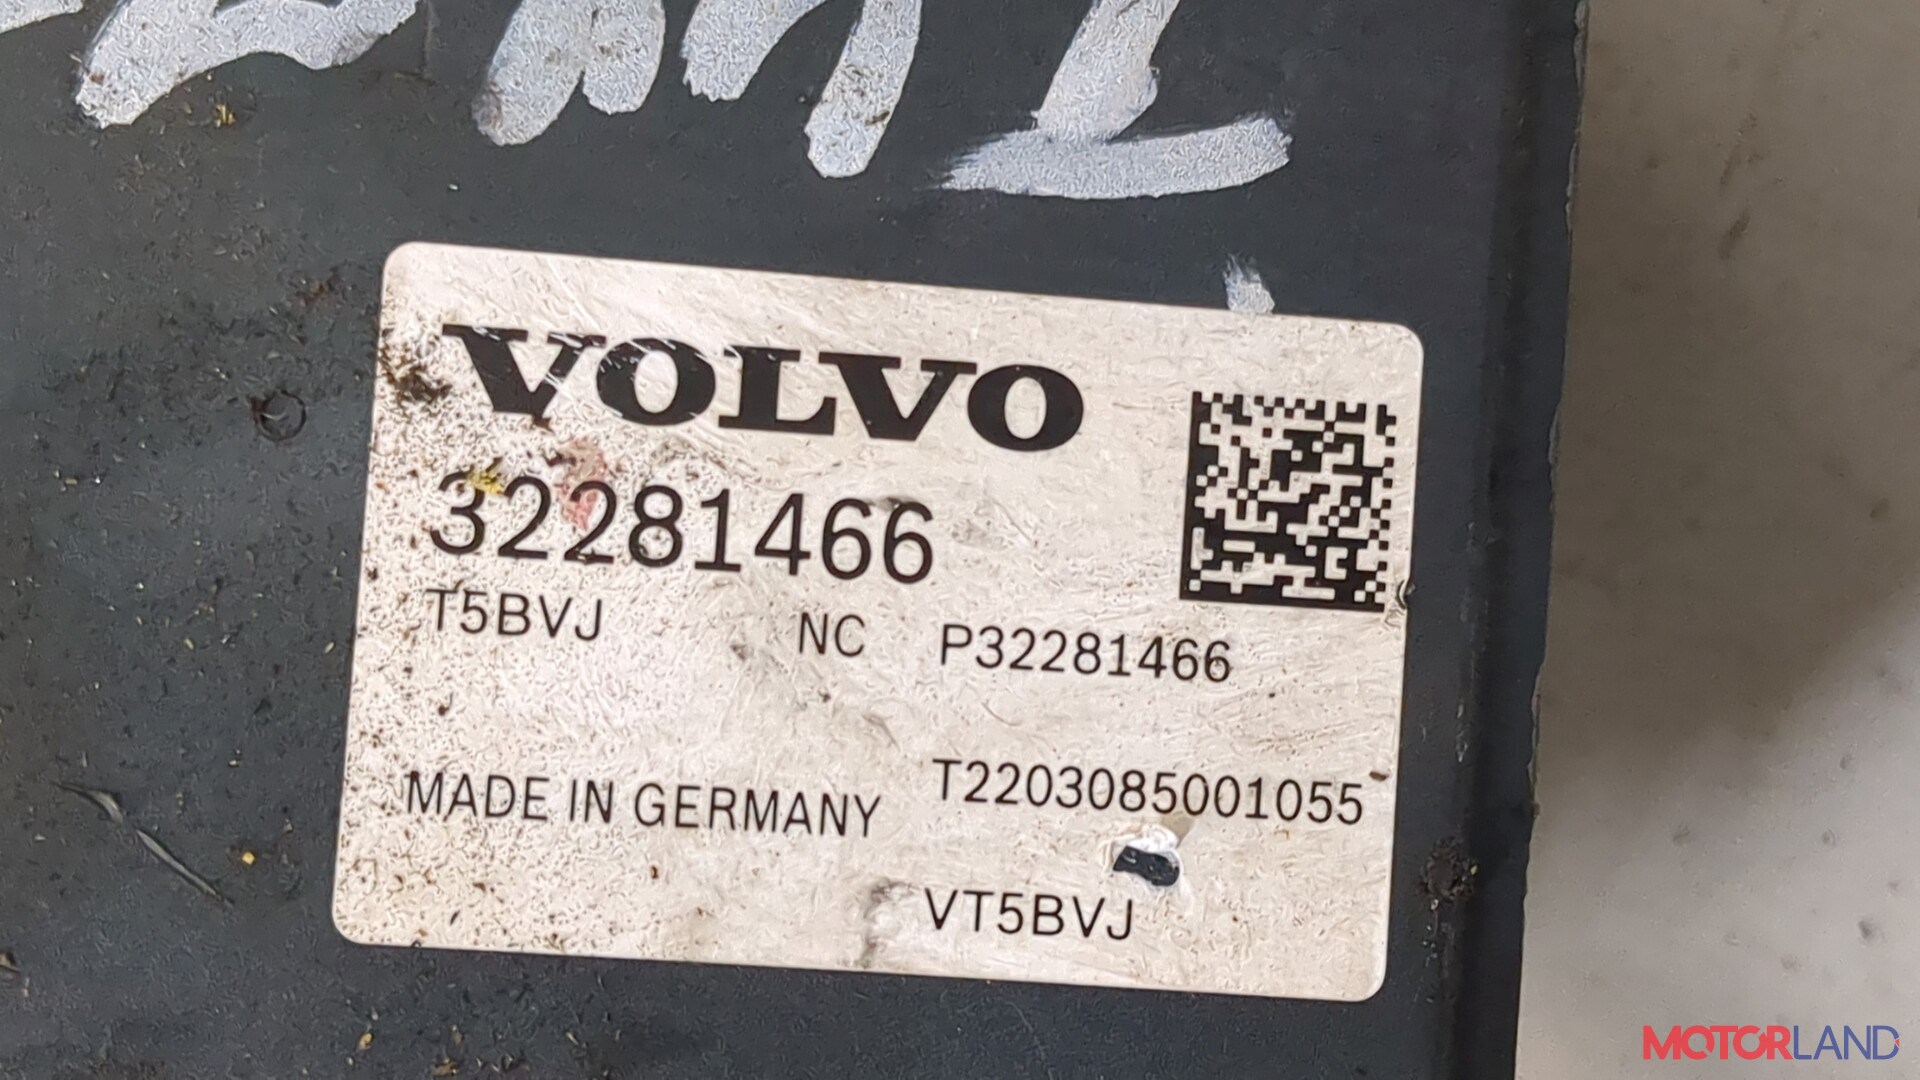 VOLVO
32281466
T5BVJ NC P32281466
MADE IN GERMANY T2203085001055
VT5BVJ
MOTORLAND